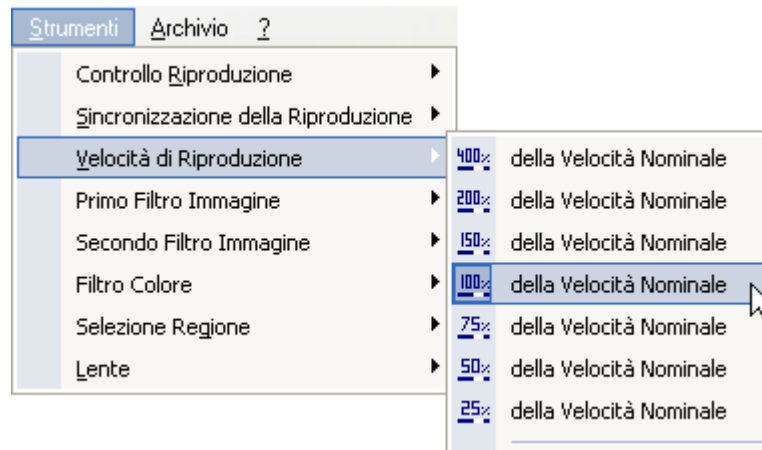 Strumenti Archivio ?
Controllo Riproduzione
Sincronizzazione della Riproduzione
Velocità di Riproduzione
Primo Filtro Immagine
Secondo Filtro Immagine
Filtro Colore
Selezione Regione
Lente
400% della Velocità Nominale
200% della Velocità Nominale
150% della Velocità Nominale
100% della Velocità Nominale
75% della Velocità Nominale
50% della Velocità Nominale
25% della Velocità Nominale